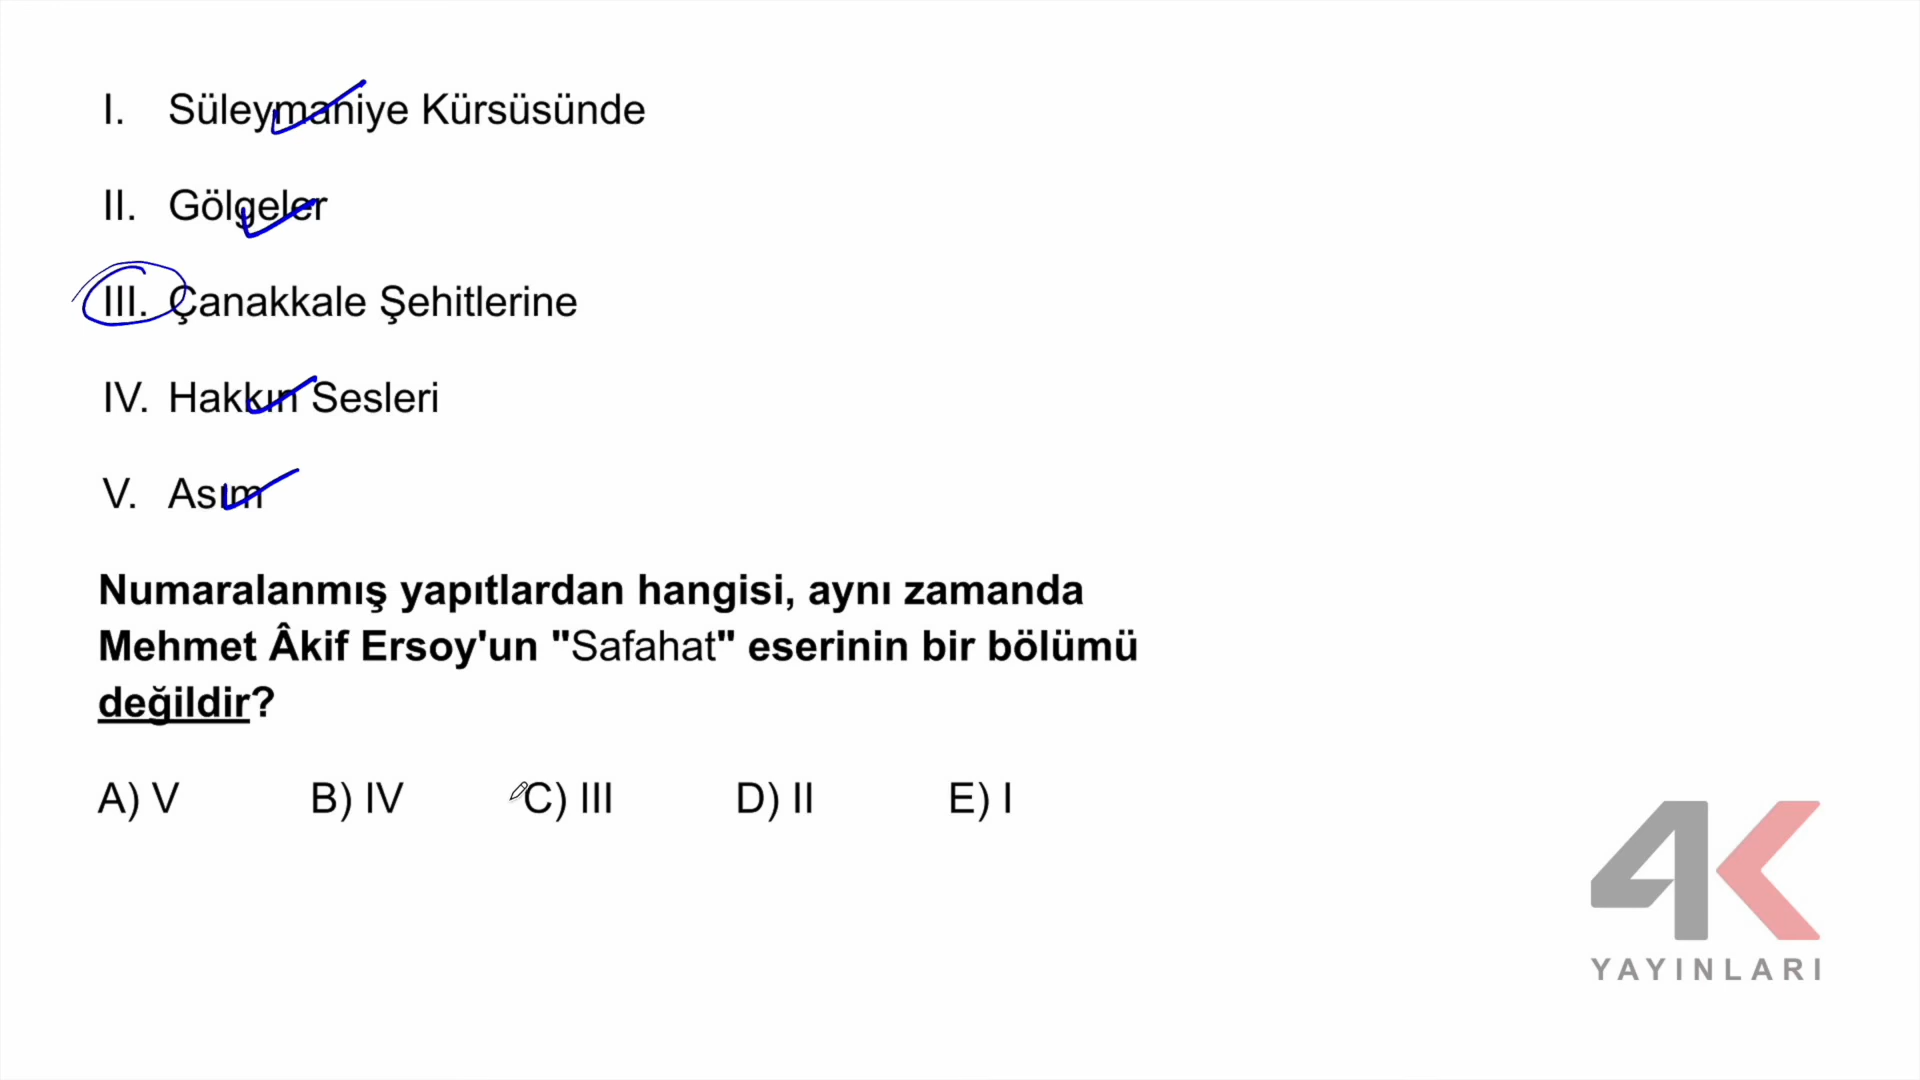 I. Süleymaniye Kürsüsünde
II. Gölgeler
III. Çanakkale Şehitlerine
IV. Hakkın Sesleri
V. Asım
Numaralanmış yapıtlardan hangisi, aynı zamanda
Mehmet Âkif Ersoy'un "Safahat" eserinin bir bölümü
değildir?
A) V B) IV C) III D) II E) I
4K
YAYINLARI